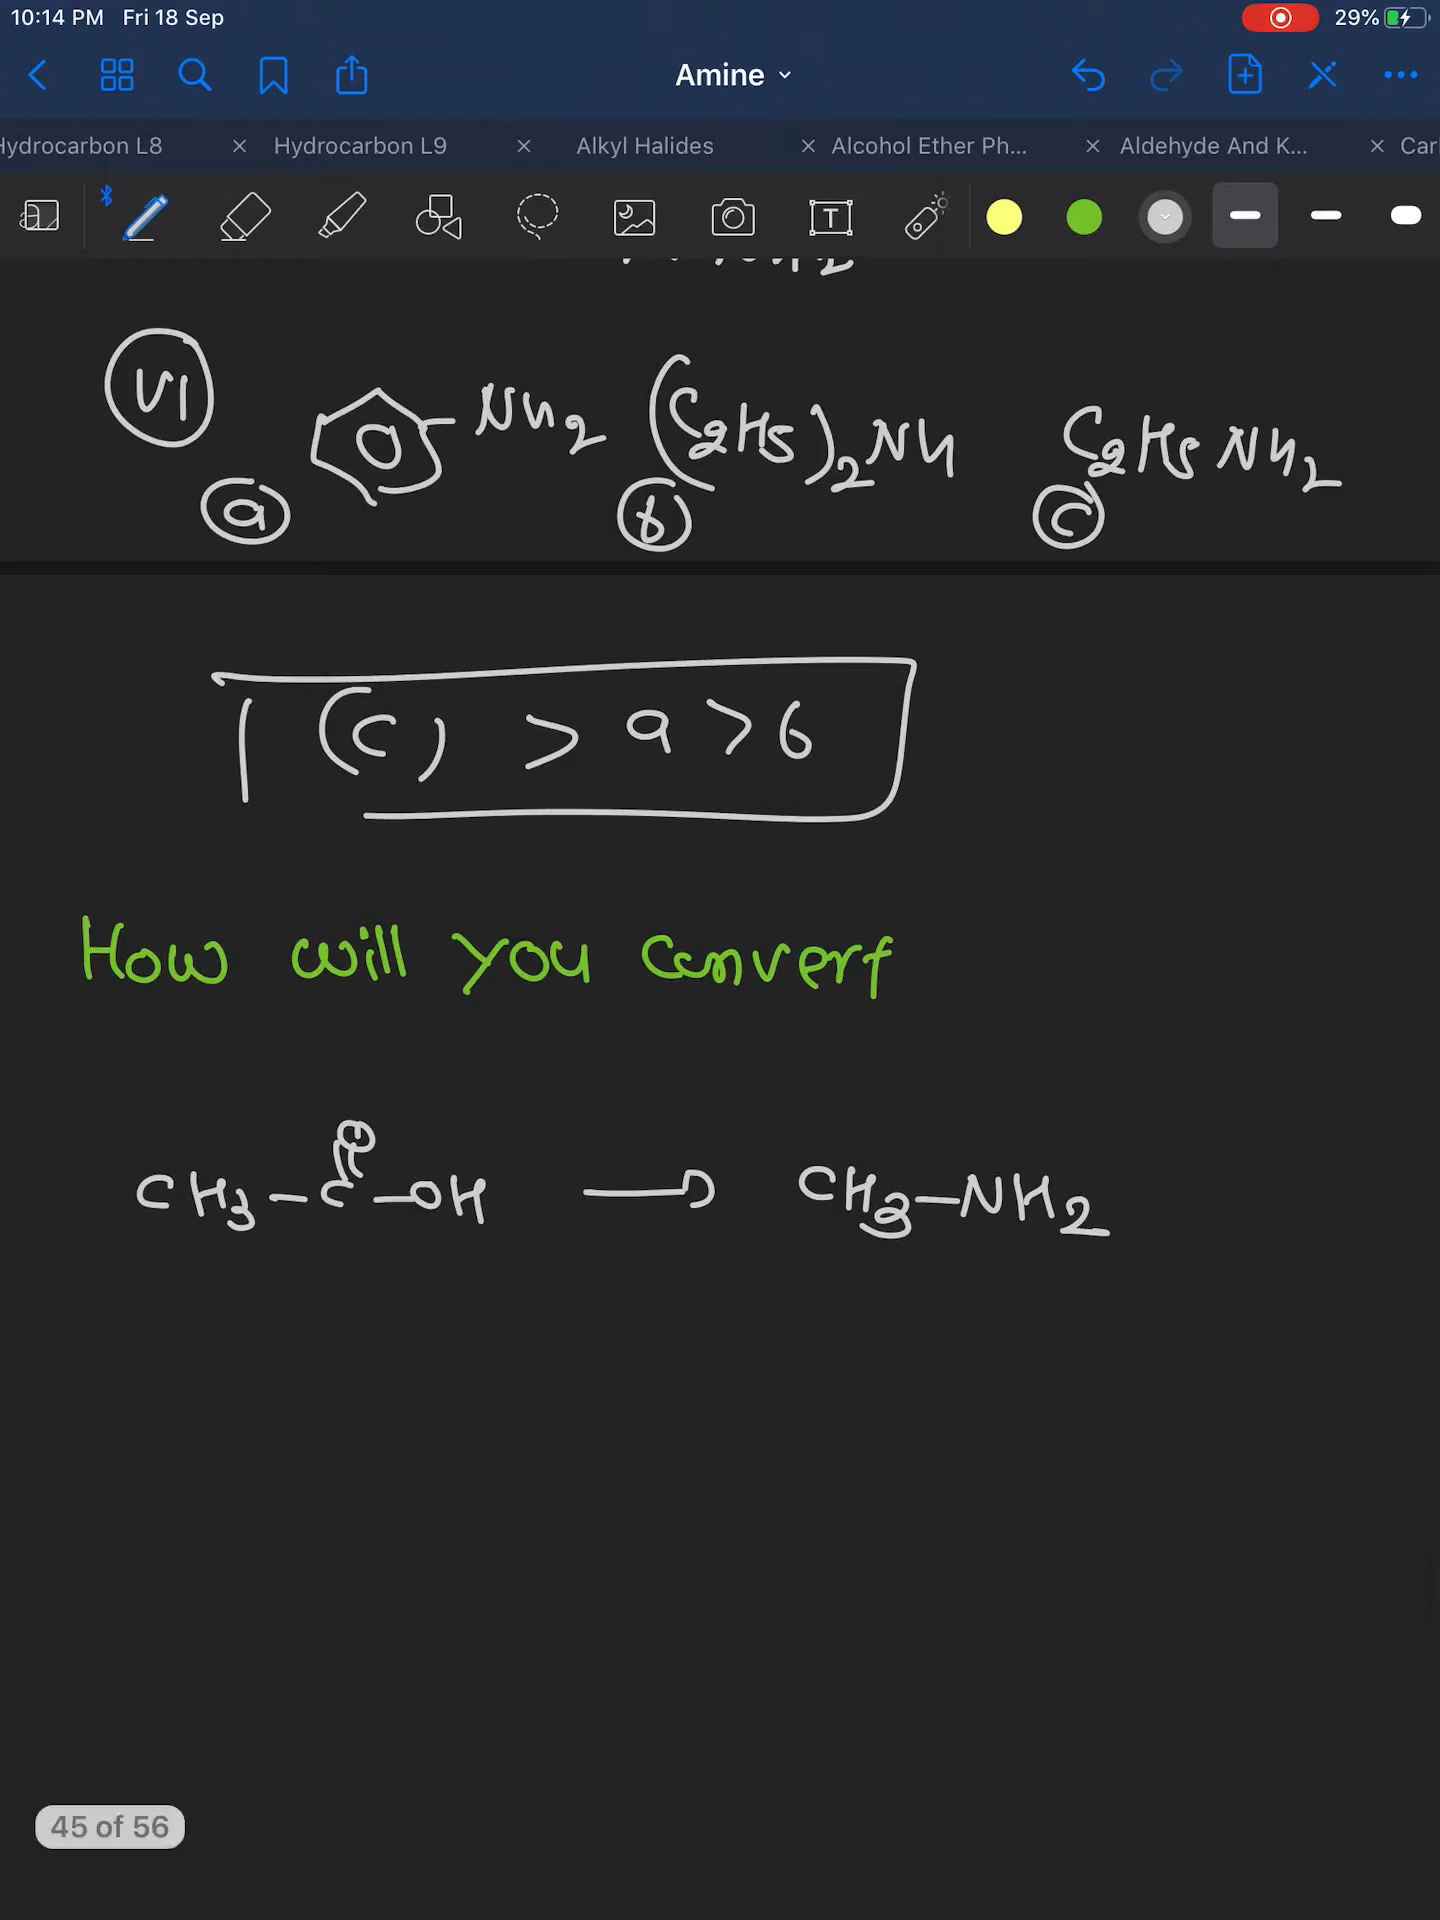 10:14 PM Fri 18 Sep 29%
Amine
Hydrocarbon L8 Hydrocarbon L9 Alkyl Halides Alcohol Ether Ph... Aldehyde And K... Car
VI
NH2 (C2H5)2NH C2H5NH2
a b c
(c) > a > b
How will you convert
O
CH3-C-OH → CH3-NH2
45 of 56